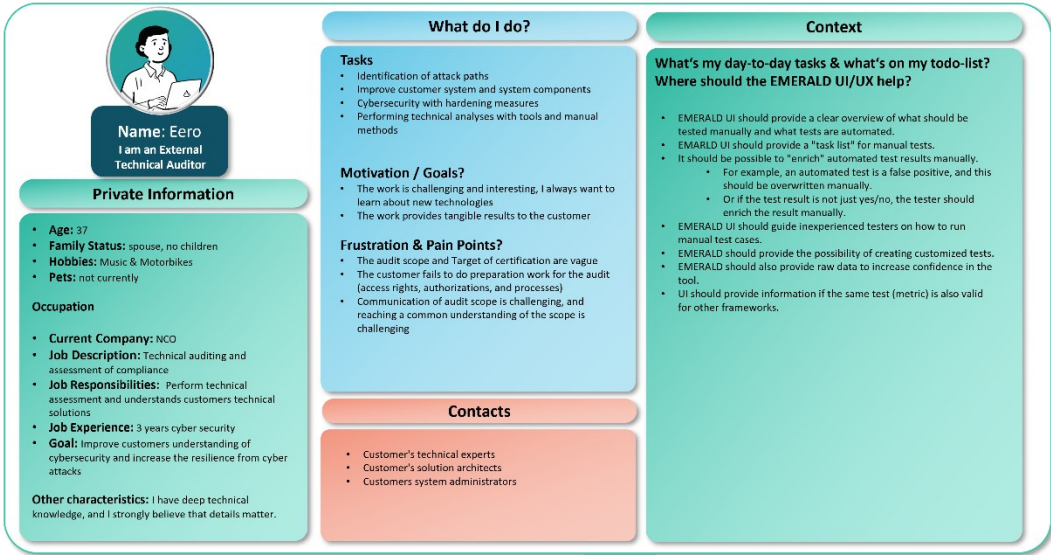 Name: Eero
I am an External
Technical Auditor
Private Information
• Age: 37
• Family Status: spouse, no children
• Hobbies: Music & Motorbikes
• Pets: not currently
Occupation
• Current Company: NCO
• Job Description: Technical auditing and
assessment of compliance
• Job Responsibilities: Perform technical
assessment and understands customers technical
solutions
• Job Experience: 3 years cyber security
• Goal: Improve customers understanding of
cybersecurity and increase the resilience from cyber
attacks
Other characteristics: I have deep technical
knowledge, and I strongly believe that details matter.
What do I do?
Tasks
• Identification of attack paths
• Improve customer system and system components
• Cybersecurity with hardening measures
• Performing technical analyses with tools and manual
methods
Motivation / Goals?
• The work is challenging and interesting, I always want to
learn about new technologies
• The work provides tangible results to the customer
Frustration & Pain Points?
• The audit scope and Target of certification are vague
• The customer fails to do preparation work for the audit
(access rights, authorizations, and processes)
• Communication of audit scope is challenging, and
reaching a common understanding of the scope is
challenging
Contacts
• Customer's technical experts
• Customer's solution architects
• Customers system administrators
Context
What's my day-to-day tasks & what's on my todo-list?
Where should the EMERALD UI/UX help?
• EMERALD UI should provide a clear overview of what should be
tested manually and what tests are automated.
• EMARLD UI should provide a "task list" for manual tests.
• It should be possible to "enrich" automated test results manually.
• For example, an automated test is a false positive, and this
should be overwritten manually.
• Or if the test result is not just yes/no, the tester should
enrich the result manually.
• EMERALD UI should guide inexperienced testers on how to run
manual test cases.
• EMERALD should provide the possibility of creating customized tests.
• EMERALD should also provide raw data to increase confidence in the
tool.
• UI should provide information if the same test (metric) is also valid
for other frameworks.